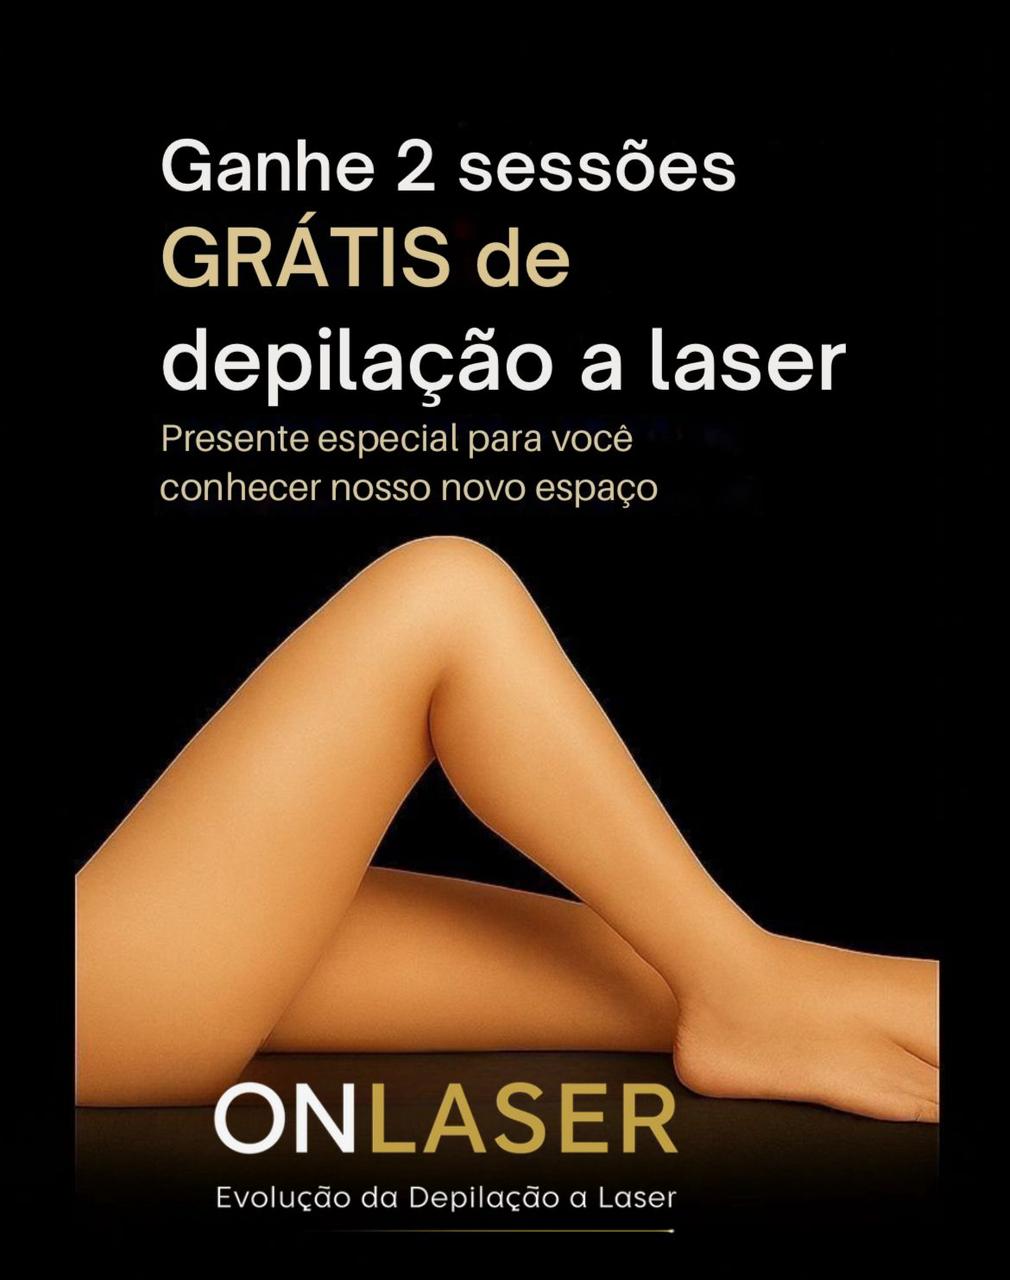 Ganhe 2 sessões
GRÁTIS de
depilação a laser
Presente especial para você
conhecer nosso novo espaço
ONLASER
Evolução da Depilação a Laser